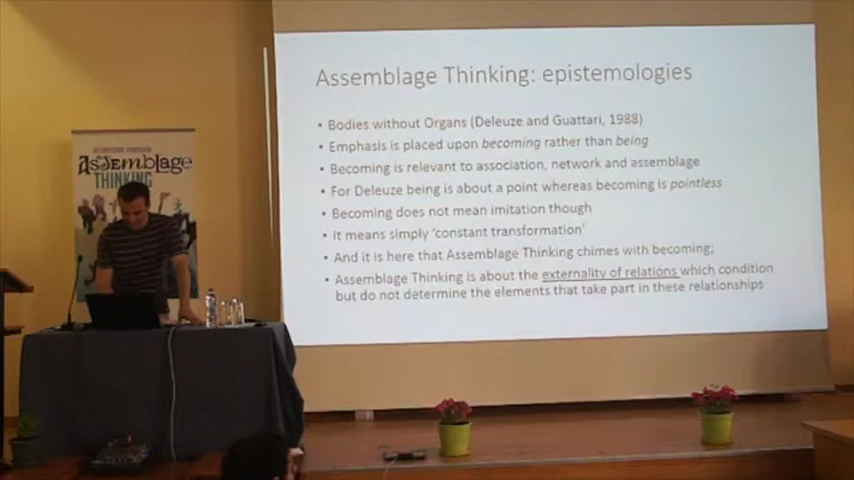 INTERNATIONAL SYMPOSIUM
ASSEMBLAGE
THINKING
Assemblage Thinking: epistemologies
• Bodies without Organs (Deleuze and Guattari, 1988)
• Emphasis is placed upon becoming rather than being
• Becoming is relevant to association, network and assemblage
• For Deleuze being is about a point whereas becoming is pointless
• Becoming does not mean imitation though
• It means simply ‘constant transformation’
• And it is here that Assemblage Thinking chimes with becoming;
• Assemblage Thinking is about the externality of relations which condition
but do not determine the elements that take part in these relationships